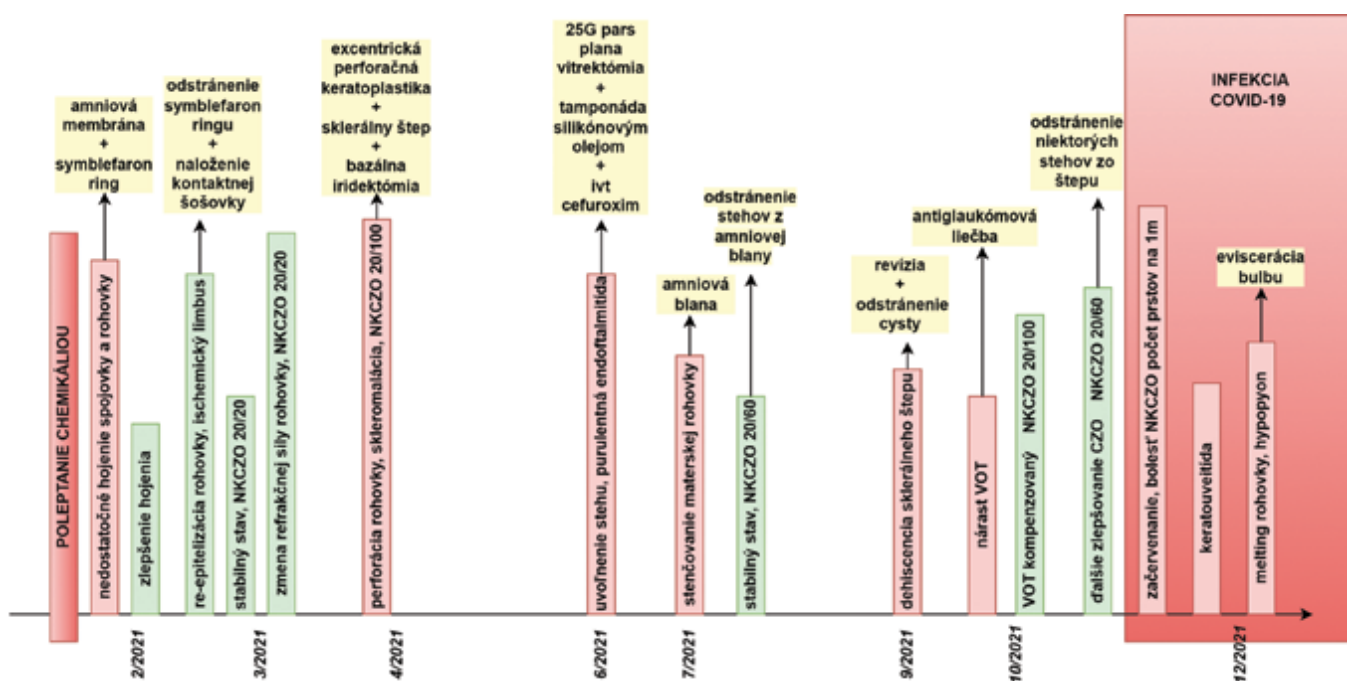 amniová
membrána
+
symblefaron
ring
odstránenie
symblefaron
ringu
+
naloženie
kontaktnej
šošovky
excentrická
perforačná
keratoplastika
+
sklerálny štep
+
bazálna
iridektómia
25G pars
plana
vitrektómia
+
tamponáda
silikónovým
olejom
+
ivt
cefuroxim
amniová
blana
odstránenie
stehov z
amniovej
blany
revízia
+
odstránenie
cysty
antiglaukómová
liečba
odstránenie
niektorých
stehov zo
štepu
INFEKCIA
COVID-19
eviscerácia
bulbu
POLEPTANIE CHEMIKÁLIOU
nedostatočné hojenie spojovky a rohovky
zlepšenie hojenia
re-epitelizácia rohovky, ischemický limbus
stabilný stav, NKCZO 20/20
zmena refrakčnej sily rohovky, NKCZO 20/20
perforácia rohovky, skleromalácia, NKCZO 20/100
uvoľnenie stehu, purulentná endoftalmitída
stenčovanie materskej rohovky
stabilný stav, NKCZO 20/60
dehiscencia sklerálneho štepu
nárast VOT
VOT kompenzovaný NKCZO 20/100
ďalšie zlepšovanie CZO NKCZO 20/60
začervenanie, bolesť NKCZO počet prstov na 1m
keratouveitída
melting rohovky, hypopyon
2/2021
3/2021
4/2021
6/2021
7/2021
9/2021
10/2021
12/2021